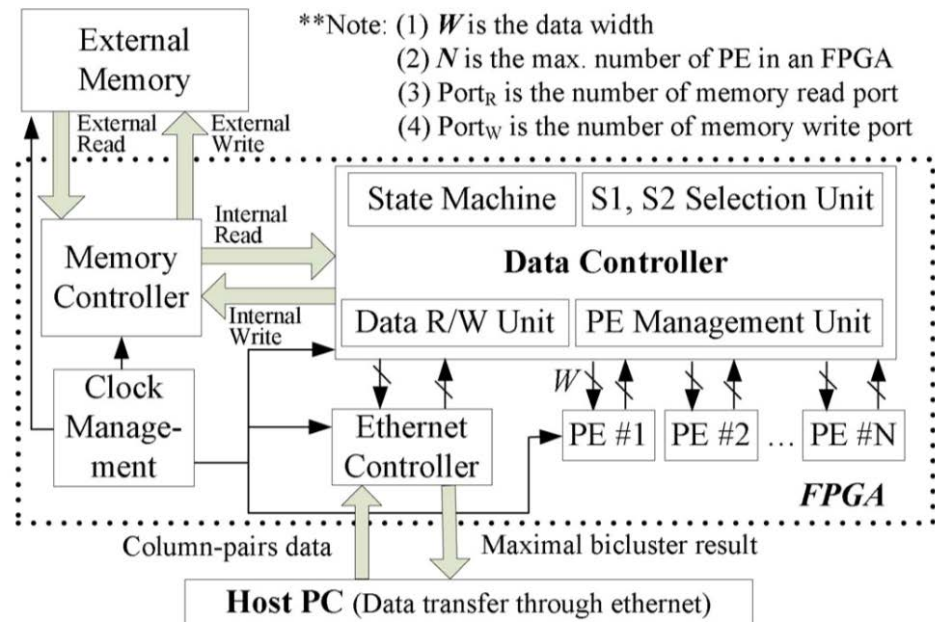 External
Memory
**Note: (1) W is the data width
(2) N is the max. number of PE in an FPGA
(3) PortR is the number of memory read port
(4) PortW is the number of memory write port
External
Read
External
Write
Memory
Controller
Internal
Read
Internal
Write
State Machine
S1, S2 Selection Unit
Data Controller
Data R/W Unit
PE Management Unit
Clock
Manage-
ment
Ethernet
Controller
W
PE #1
PE #2
...
PE #N
FPGA
Column-pairs data
Maximal bicluster result
Host PC (Data transfer through ethernet)